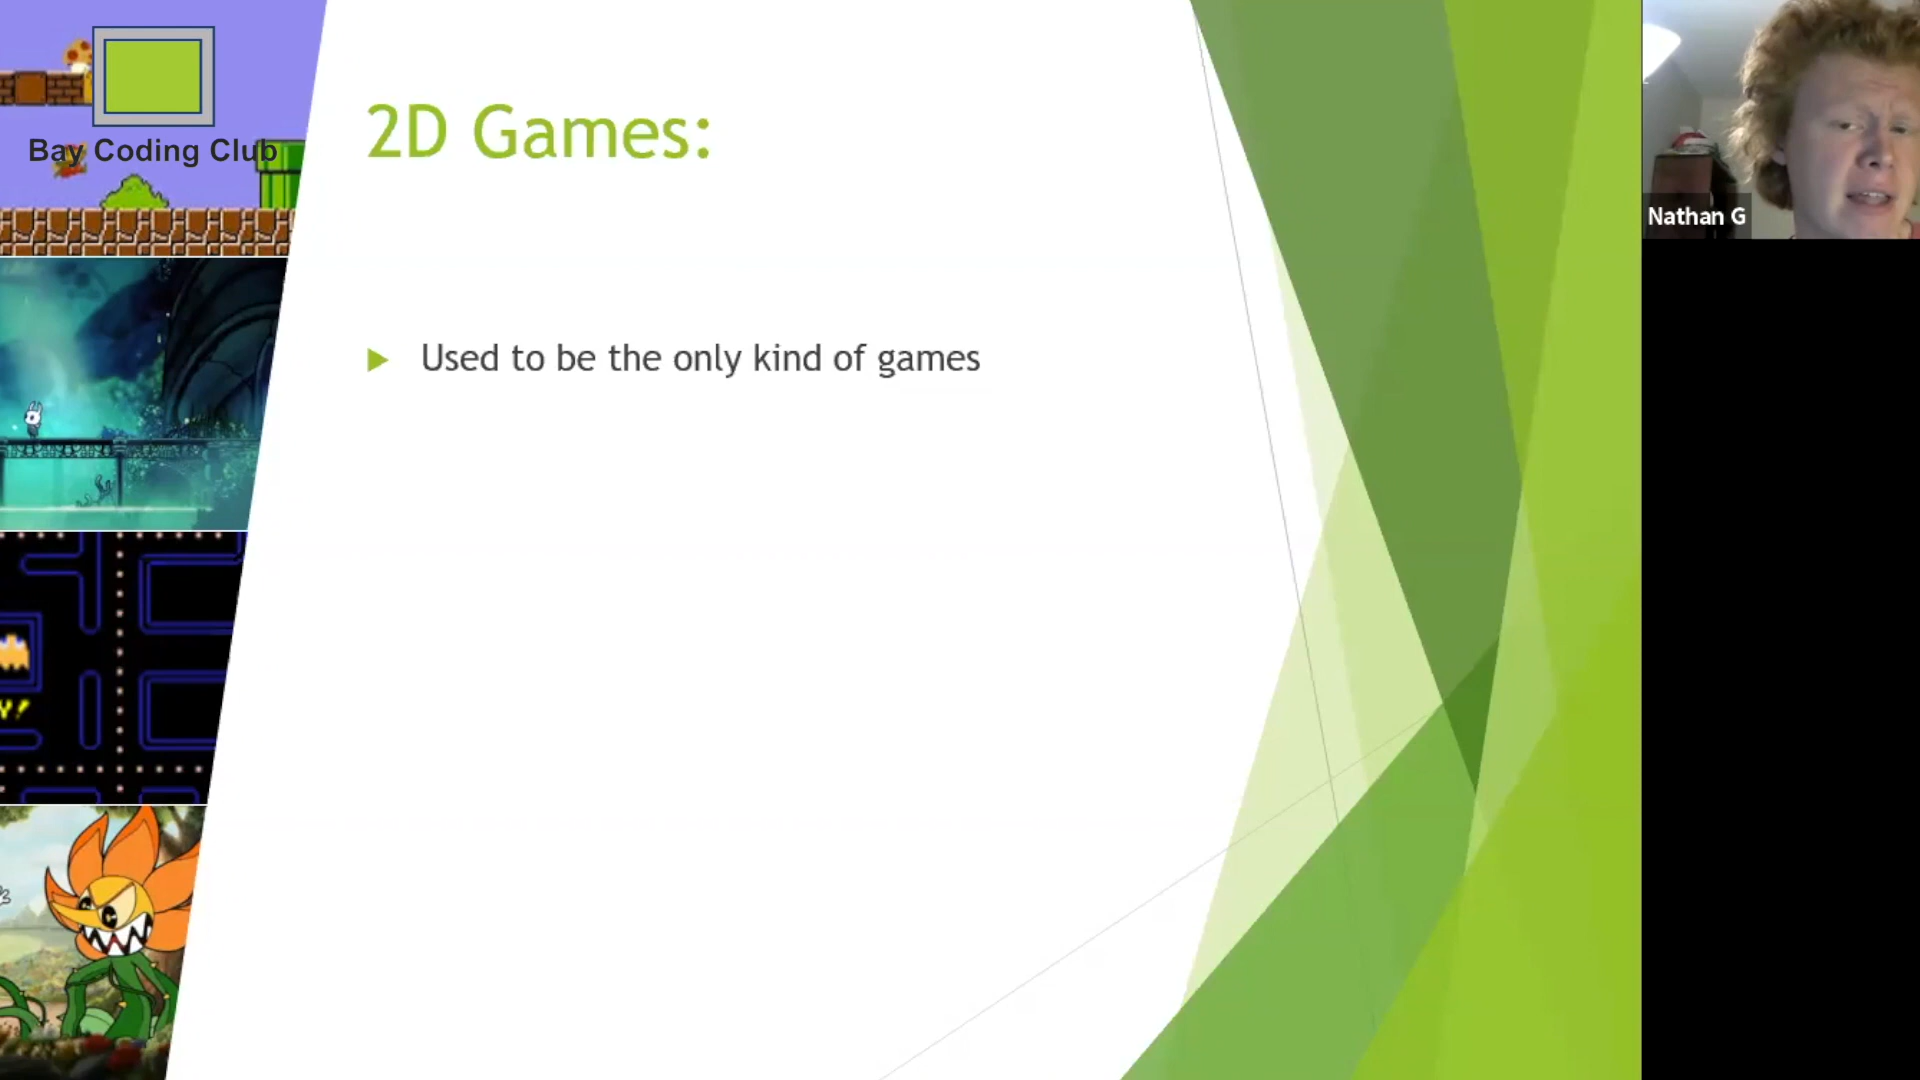 Bay Coding Club
2D Games:
Used to be the only kind of games
Nathan G
Y!